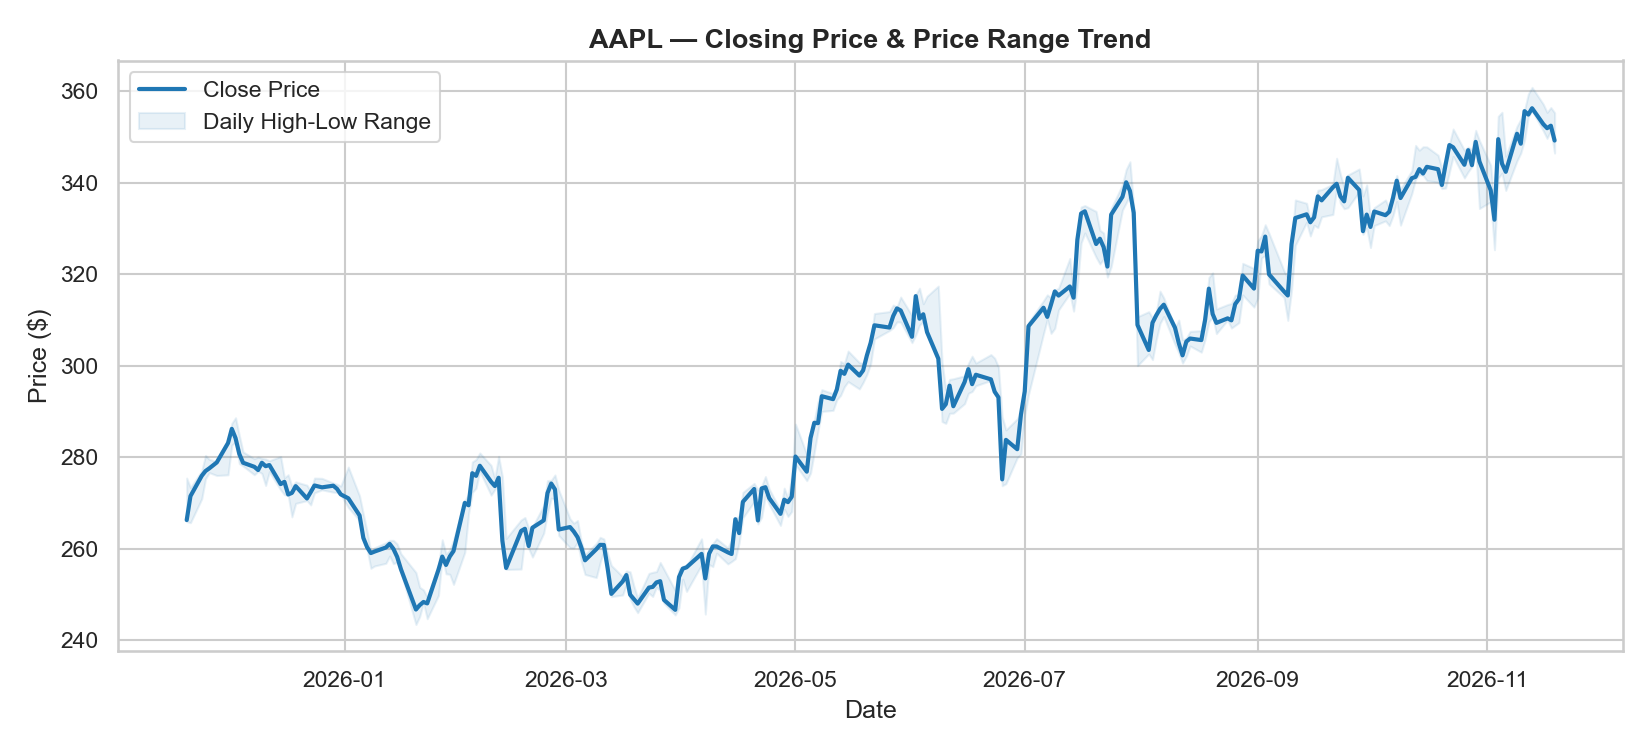 AAPL — Closing Price & Price Range Trend
Close Price
Daily High-Low Range
Price ($)
360
340
320
300
280
260
240
2026-01
2026-03
2026-05
2026-07
2026-09
2026-11
Date